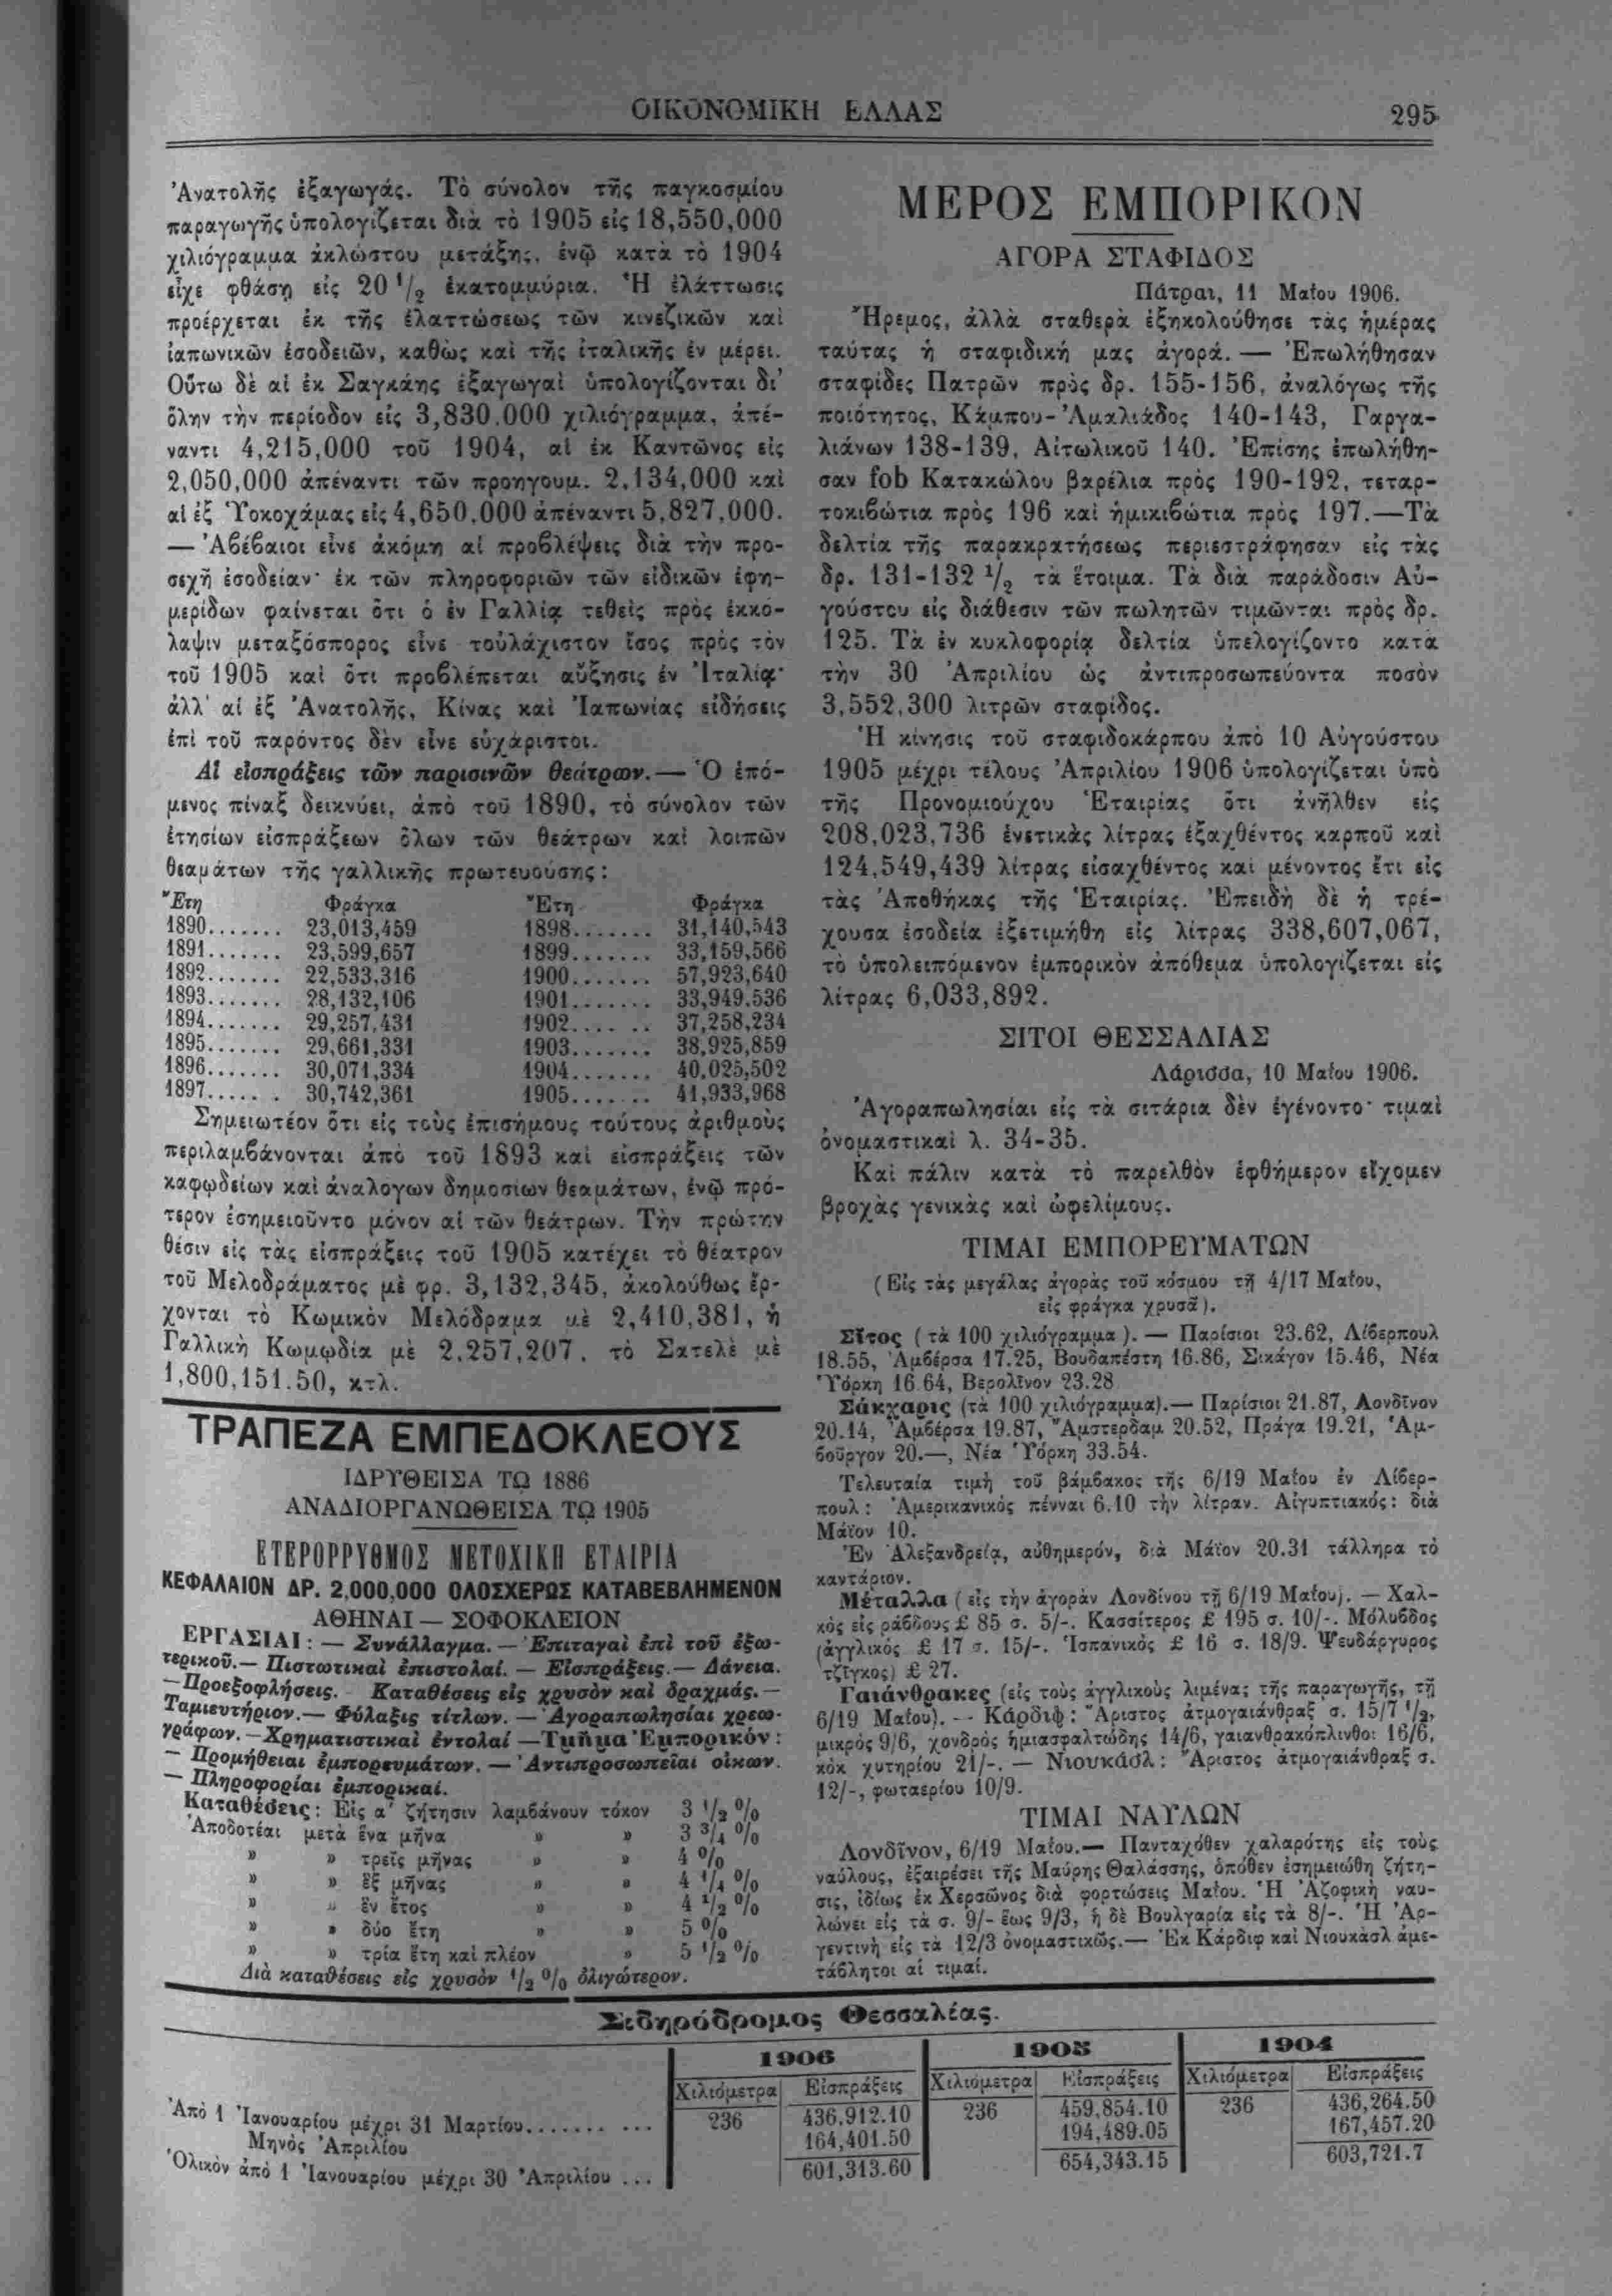 ΟΙΚΟΝΟΜΙΚΗ ΕΛΛΑΣ
295
Ἀνατολῆς ἐξαγωγάς. Τὸ σύνολον τῆς παγκοσμίου
παραγωγῆς ὑπολογίζεται διὰ τὸ 1905 εἰς 18,550,000
χιλιόγραμμα ἀκλώστου μετάξης, ἐνῷ κατὰ τὸ 1904
εἶχε φθάσῃ εἰς 20 1/2 ἑκατομμύρια. Ἡ ἐλάττωσις
προέρχεται ἐκ τῆς ἐλαττώσεως τῶν κινεζικῶν καὶ
ἰαπωνικῶν ἐσοδειῶν, καθὼς καὶ τῆς ἰταλικῆς ἐν μέρει.
Οὕτω δὲ αἱ ἐκ Σαγκάης ἐξαγωγαὶ ὑπολογίζονται δι’
ὅλην τὴν περίοδον εἰς 3,830.000 χιλιόγραμμα, ἀπέ-
ναντι 4,215,000 τοῦ 1904, αἱ ἐκ Καντῶνος εἰς
2,050,000 ἀπέναντι τῶν προηγουμ. 2,134,000 καὶ
αἱ ἐξ Ὑοκοχάμας εἰς 4,650,000 ἀπέναντι 5,827,000.
— Ἀβέβαιοι εἶνε ἀκόμη αἱ προβλέψεις διὰ τὴν προ-
σεχῆ ἐσοδείαν· ἐκ τῶν πληροφοριῶν τῶν εἰδικῶν ἐφη-
μερίδων φαίνεται ὅτι ὁ ἐν Γαλλίᾳ τεθεὶς πρὸς ἐκκό-
λαψιν μεταξόσπορος εἶνε τοὐλάχιστον ἴσος πρὸς τὸν
τοῦ 1905 καὶ ὅτι προβλέπεται αὔξησις ἐν Ἰταλίᾳ·
ἀλλ’ αἱ ἐξ Ἀνατολῆς, Κίνας καὶ Ἰαπωνίας εἰδήσεις
ἐπὶ τοῦ παρόντος δὲν εἶνε εὐχάριστοι.
Αἱ εἰσπράξεις τῶν παρισινῶν θεάτρων.— Ὁ ἑπό-
μενος πίναξ δεικνύει, ἀπὸ τοῦ 1890, τὸ σύνολον τῶν
ἐτησίων εἰσπράξεων ὅλων τῶν θεάτρων καὶ λοιπῶν
θεαμάτων τῆς γαλλικῆς πρωτευούσης:
Ἔτη Φράγκα Ἔτη Φράγκα
1890....... 23,013,459 1898....... 31,140,543
1891....... 23,599,657 1899....... 33,159,566
1892....... 22,533,316 1900....... 57,923,640
1893....... 28,132,106 1901....... 33,949.536
1894....... 29,257,431 1902....... 37,258,234
1895....... 29,661,331 1903....... 38,925,859
1896....... 30,071,334 1904....... 40,025,502
1897....... 30,742,361 1905....... 41,933,968
Σημειωτέον ὅτι εἰς τοὺς ἐπισήμους τούτους ἀριθμοὺς
περιλαμβάνονται ἀπὸ τοῦ 1893 καὶ εἰσπράξεις τῶν
καφῳδείων καὶ ἀναλόγων δημοσίων θεαμάτων, ἐνῷ πρό-
τερον ἐσημειοῦντο μόνον αἱ τῶν θεάτρων. Τὴν πρώτην
θέσιν εἰς τὰς εἰσπράξεις τοῦ 1905 κατέχει τὸ θέατρον
τοῦ Μελοδράματος μὲ φρ. 3,132,345, ἀκολούθως ἔρ-
χονται τὸ Κωμικὸν Μελόδραμα μὲ 2,410,381, ἡ
Γαλλικὴ Κωμῳδία μὲ 2,257,207, τὸ Σατελὲ μὲ
1,800,151.50, κτλ.
ΤΡΑΠΕΖΑ ΕΜΠΕΔΟΚΛΕΟΥΣ
ΙΔΡΥΘΕΙΣΑ ΤΩ 1886
ΑΝΑΔΙΟΡΓΑΝΩΘΕΙΣΑ ΤΩ 1905
ΕΤΕΡΟΡΡΥΘΜΟΣ ΜΕΤΟΧΙΚΗ ΕΤΑΙΡΙΑ
ΚΕΦΑΛΑΙΟΝ ΔΡ. 2,000,000 ΟΛΟΣΧΕΡΩΣ ΚΑΤΑΒΕΒΛΗΜΕΝΟΝ
ΑΘΗΝΑΙ — ΣΟΦΟΚΛΕΙΟΝ
ΕΡΓΑΣΙΑΙ: — Συνάλλαγμα. — Ἐπιταγαὶ ἐπὶ τοῦ ἐξω-
τερικοῦ.— Πιστωτικαὶ ἐπιστολαί. — Εἰσπράξεις.— Δάνεια.
— Προεξοφλήσεις. Καταθέσεις εἰς χρυσὸν καὶ δραχμάς.—
Ταμιευτήριον.— Φύλαξις τίτλων. — Ἀγοραπωλησίαι χρεω-
γράφων. — Χρηματιστικαὶ ἐντολαί — Τμῆμα Ἐμπορικόν:
— Προμήθειαι ἐμπορευμάτων. — Ἀντιπροσωπεῖαι οἴκων.
— Πληροφορίαι ἐμπορικαί.
Καταθέσεις: Εἰς α’ ζήτησιν λαμβάνουν τόκον 3 1/2 0/0
Ἀποδοτέαι μετὰ ἕνα μῆνα » » 3 3/4 0/0
» » τρεῖς μῆνας » » 4 0/0
» » ἓξ μῆνας » » 4 1/4 0/0
» » ἓν ἔτος » » 4 1/2 0/0
» » δύο ἔτη » » 5 0/0
» » τρία ἔτη καὶ πλέον » 5 1/2 0/0
Διὰ καταθέσεις εἰς χρυσὸν 1/2 0/0 ὀλιγώτερον.
ΜΕΡΟΣ ΕΜΠΟΡΙΚΟΝ
ΑΓΟΡΑ ΣΤΑΦΙΔΟΣ
Πάτραι, 11 Μαΐου 1906.
Ἤρεμος, ἀλλὰ σταθερὰ ἐξηκολούθησε τὰς ἡμέρας
ταύτας ἡ σταφιδική μας ἀγορά. — Ἐπωλήθησαν
σταφίδες Πατρῶν πρὸς δρ. 155-156, ἀναλόγως τῆς
ποιότητος, Κάμπου-Ἀμαλιάδος 140-143, Γαργα-
λιάνων 138-139, Αἰτωλικοῦ 140. Ἐπίσης ἐπωλήθη-
σαν fob Κατακώλου βαρέλια πρὸς 190-192, τεταρ-
τοκιβώτια πρὸς 196 καὶ ἡμικιβώτια πρὸς 197.—Τὰ
δελτία τῆς παρακρατήσεως περιεστράφησαν εἰς τὰς
δρ. 131-132 1/2 τὰ ἕτοιμα. Τὰ διὰ παράδοσιν Αὐ-
γούστου εἰς διάθεσιν τῶν πωλητῶν τιμῶνται πρὸς δρ.
125. Τὰ ἐν κυκλοφορίᾳ δελτία ὑπελογίζοντο κατὰ
τὴν 30 Ἀπριλίου ὡς ἀντιπροσωπεύοντα ποσὸν
3,552,300 λιτρῶν σταφίδος.
Ἡ κίνησις τοῦ σταφιδοκάρπου ἀπὸ 10 Αὐγούστου
1905 μέχρι τέλους Ἀπριλίου 1906 ὑπολογίζεται ὑπὸ
τῆς Προνομιούχου Ἑταιρίας ὅτι ἀνῆλθεν εἰς
208,023,736 ἑνετικὰς λίτρας ἐξαχθέντος καρποῦ καὶ
124,549,439 λίτρας εἰσαχθέντος καὶ μένοντος ἔτι εἰς
τὰς Ἀποθήκας τῆς Ἑταιρίας. Ἐπειδὴ δὲ ἡ τρέ-
χουσα ἐσοδεία ἐξετιμήθη εἰς λίτρας 338,607,067,
τὸ ὑπολειπόμενον ἐμπορικὸν ἀπόθεμα ὑπολογίζεται εἰς
λίτρας 6,033,892.
ΣΙΤΟΙ ΘΕΣΣΑΛΙΑΣ
Λάρισσα, 10 Μαΐου 1906.
Ἀγοραπωλησίαι εἰς τὰ σιτάρια δὲν ἐγένοντο· τιμαὶ
ὀνομαστικαὶ λ. 34-35.
Καὶ πάλιν κατὰ τὸ παρελθὸν ἑφθήμερον εἴχομεν
βροχὰς γενικὰς καὶ ὠφελίμους.
ΤΙΜΑΙ ΕΜΠΟΡΕΥΜΑΤΩΝ
(Εἰς τὰς μεγάλας ἀγορὰς τοῦ κόσμου τῇ 4/17 Μαΐου,
εἰς φράγκα χρυσᾶ).
Σῖτος (τὰ 100 χιλιόγραμμα). — Παρίσιοι 23.62, Λίβερπουλ
18.55, Ἀμβέρσα 17.25, Βουδαπέστη 16.86, Σικάγον 15.46, Νέα
Ὑόρκη 16.64, Βερολῖνον 23.28
Σάκχαρις (τὰ 100 χιλιόγραμμα).— Παρίσιοι 21.87, Λονδῖνον
20.14, Ἀμβέρσα 19.87, Ἄμστερδαμ 20.52, Πράγα 19.21, Ἁμ-
βοῦργον 20.—, Νέα Ὑόρκη 33.54.
Τελευταία τιμὴ τοῦ βάμβακος τῆς 6/19 Μαΐου ἐν Λίβερ-
πουλ: Ἀμερικανικὸς πένναι 6.10 τὴν λίτραν. Αἰγυπτιακός: διὰ
Μάϊον 10.
Ἐν Ἀλεξανδρείᾳ, αὐθημερόν, διὰ Μάϊον 20.31 τάλληρα τὸ
καντάριον.
Μέταλλα (εἰς τὴν ἀγορὰν Λονδίνου τῇ 6/19 Μαΐου). — Χαλ-
κὸς εἰς ράβδους £ 85 σ. 5/-. Κασσίτερος £ 195 σ. 10/-. Μόλυβδος
(ἀγγλικὸς £ 17 σ. 15/-. Ἱσπανικὸς £ 16 σ. 18/9. Ψευδάργυρος
τζῖγκος) £ 27.
Γαιάνθρακες (εἰς τοὺς ἀγγλικοὺς λιμένας τῆς παραγωγῆς, τῇ
6/19 Μαΐου). -- Κάρδιφ: Ἄριστος ἀτμογαιάνθραξ σ. 15/7 1/2,
μικρὸς 9/6, χονδρὸς ἡμιασφαλτώδης 14/6, γαιανθρακόπλινθοι 16/6,
κὸκ χυτηρίου 21/-. — Νιουκάσλ: Ἄριστος ἀτμογαιάνθραξ σ.
12/-, φωταερίου 10/9.
ΤΙΜΑΙ ΝΑΥΛΩΝ
Λονδῖνον, 6/19 Μαΐου.— Πανταχόθεν χαλαρότης εἰς τοὺς
ναύλους, ἐξαιρέσει τῆς Μαύρης Θαλάσσης, ὁπόθεν ἐσημειώθη ζήτη-
σις, ἰδίως ἐκ Χερσῶνος διὰ φορτώσεις Μαΐου. Ἡ Ἀζοφικὴ ναυ-
λώνει εἰς τὰ σ. 9/- ἕως 9/3, ἡ δὲ Βουλγαρία εἰς τὰ 8/-. Ἡ Ἀρ-
γεντινὴ εἰς τὰ 12/3 ὀνομαστικῶς.— Ἐκ Κάρδιφ καὶ Νιουκάσλ ἀμε-
τάβλητοι αἱ τιμαί.
Σιδηρόδρομος Θεσσαλίας.
1906 1905 1904
Χιλιόμετρα Εἰσπράξεις Χιλιόμετρα Εἰσπράξεις Χιλιόμετρα Εἰσπράξεις
Ἀπὸ 1 Ἰανουαρίου μέχρι 31 Μαρτίου.......... 236 436,912.10 236 459,854.10 236 436,264.50
Μηνὸς Ἀπριλίου 164,401.50 194,489.05 167,457.20
Ὁλικὸν ἀπὸ 1 Ἰανουαρίου μέχρι 30 Ἀπριλίου ... 601,313.60 654,343.15 603,721.7